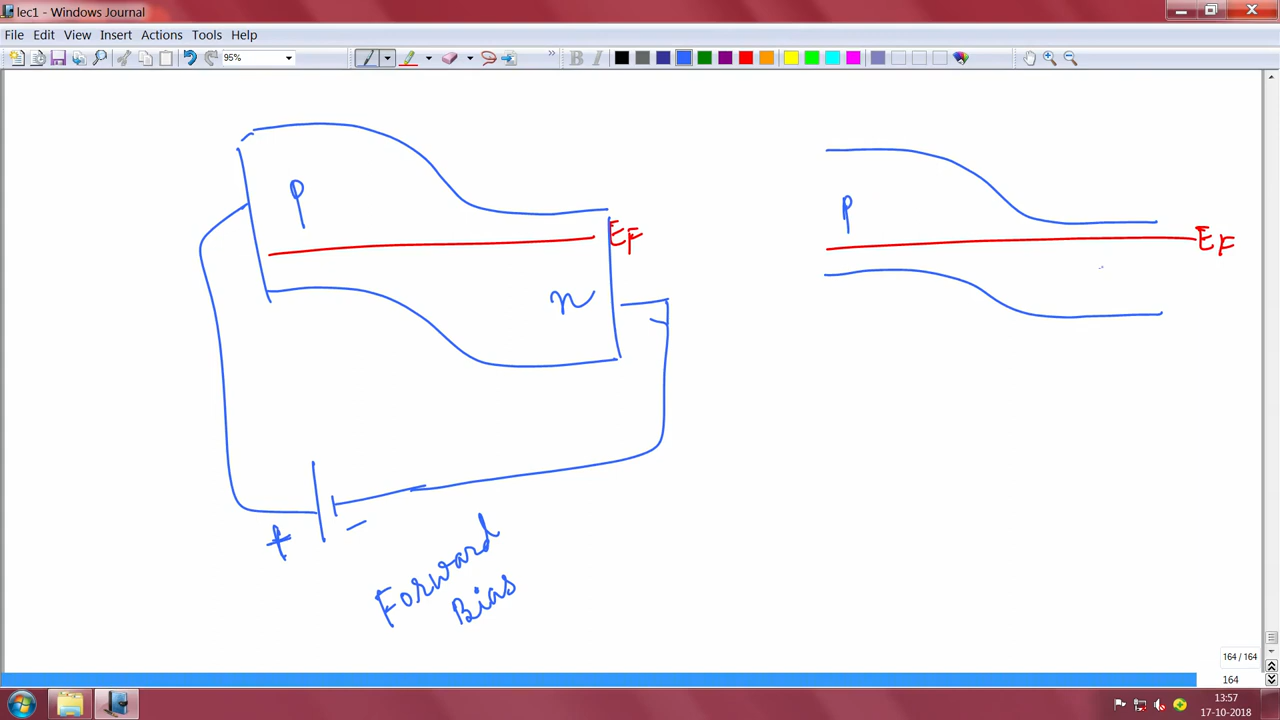 lec1 - Windows Journal
File Edit View Insert Actions Tools Help
95%
B I
P
EF
n
+
-
Forward
Bias
P
EF
164 / 164
164
13:57
17-10-2018